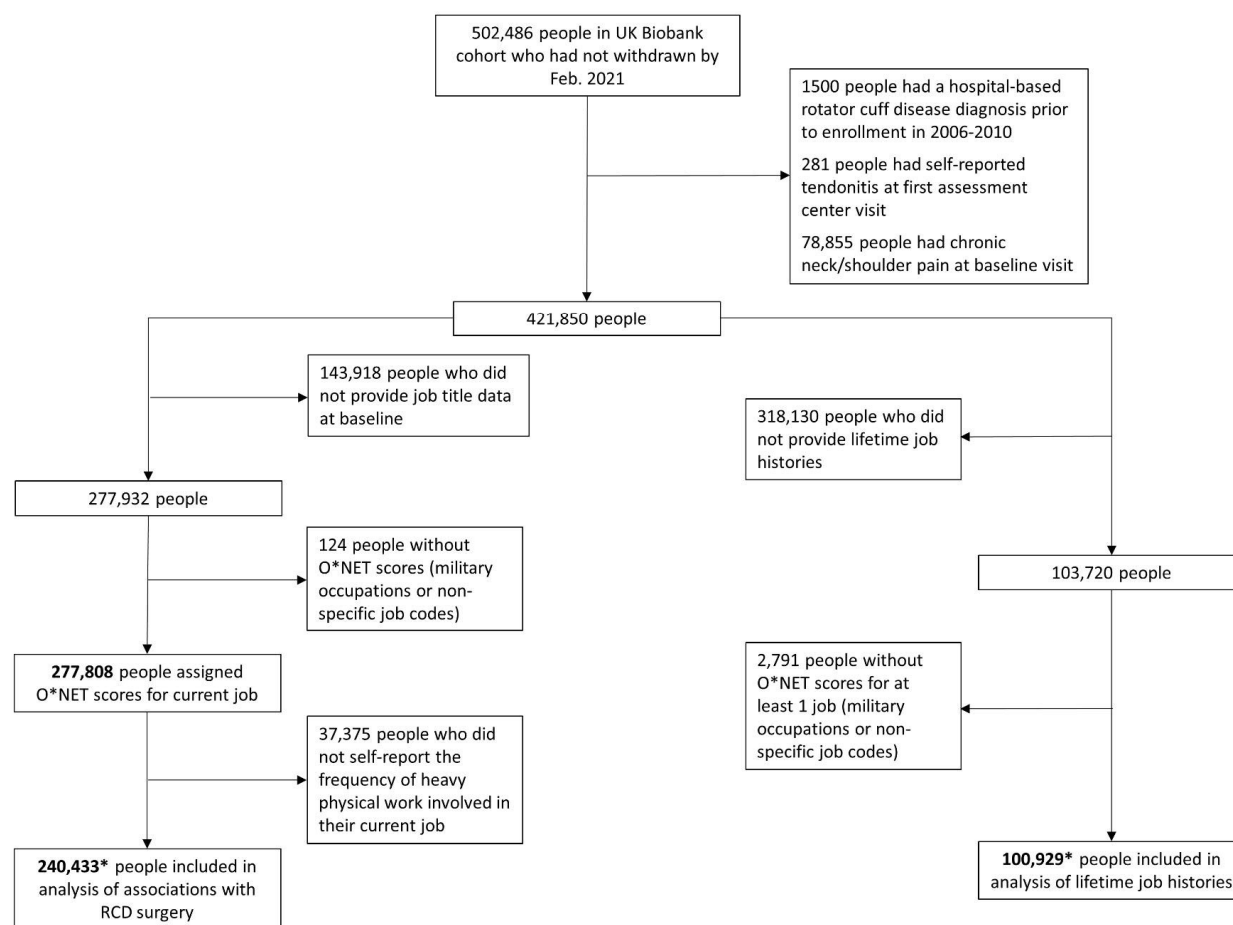 502,486 people in UK Biobank
cohort who had not withdrawn by
Feb. 2021
1500 people had a hospital-based
rotator cuff disease diagnosis prior
to enrollment in 2006-2010
281 people had self-reported
tendonitis at first assessment
center visit
78,855 people had chronic
neck/shoulder pain at baseline visit
421,850 people
143,918 people who did
not provide job title data
at baseline
318,130 people who did
not provide lifetime job
histories
277,932 people
124 people without
O*NET scores (military
occupations or non-
specific job codes)
103,720 people
277,808 people assigned
O*NET scores for current job
2,791 people without
O*NET scores for at
least 1 job (military
occupations or non-
specific job codes)
37,375 people who did
not self-report the
frequency of heavy
physical work involved in
their current job
240,433* people included in
analysis of associations with
RCD surgery
100,929* people included in
analysis of lifetime job histories